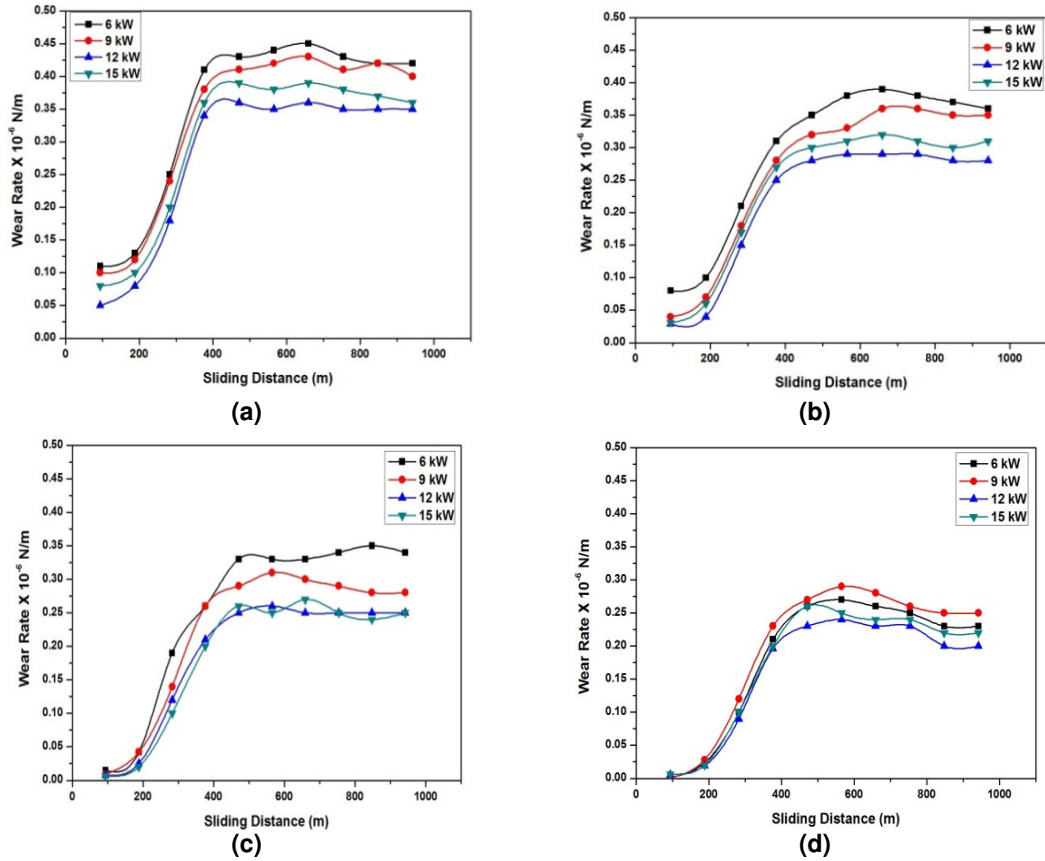 6 kW
9 kW
12 kW
15 kW
0.50
0.45
0.40
0.35
0.30
0.25
0.20
0.15
0.10
0.05
0.00
Wear Rate X 10⁻⁶ N/m
0 200 400 600 800 1000
Sliding Distance (m)
(a)
6 kW
9 kW
12 kW
15 kW
0.50
0.45
0.40
0.35
0.30
0.25
0.20
0.15
0.10
0.05
0.00
Wear Rate X 10⁻⁶ N/m
0 200 400 600 800 1000
Sliding Distance (m)
(b)
6 kW
9 kW
12 kW
15 kW
0.50
0.45
0.40
0.35
0.30
0.25
0.20
0.15
0.10
0.05
0.00
Wear Rate X 10⁻⁶ N/m
0 200 400 600 800 1000
Sliding Distance (m)
(c)
6 kW
9 kW
12 kW
15 kW
0.50
0.45
0.40
0.35
0.30
0.25
0.20
0.15
0.10
0.05
0.00
Wear Rate X 10⁻⁶ N/m
0 200 400 600 800 1000
Sliding Distance (m)
(d)